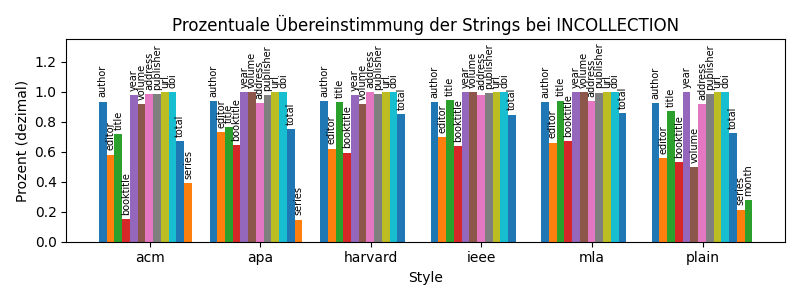 Prozentuale Übereinstimmung der Strings bei INCOLLECTION
Prozent (dezimal)
1.2
1.0
0.8
0.6
0.4
0.2
0.0
author editor title booktitle year volume address publisher url doi total series
author editor title booktitle year volume address publisher url doi total series
author editor title booktitle year volume address publisher url doi total
author editor title booktitle year volume address publisher url doi total
author editor title booktitle year volume address publisher url doi total
author editor title booktitle year volume address publisher url doi total series month
acm apa harvard ieee mla plain
Style